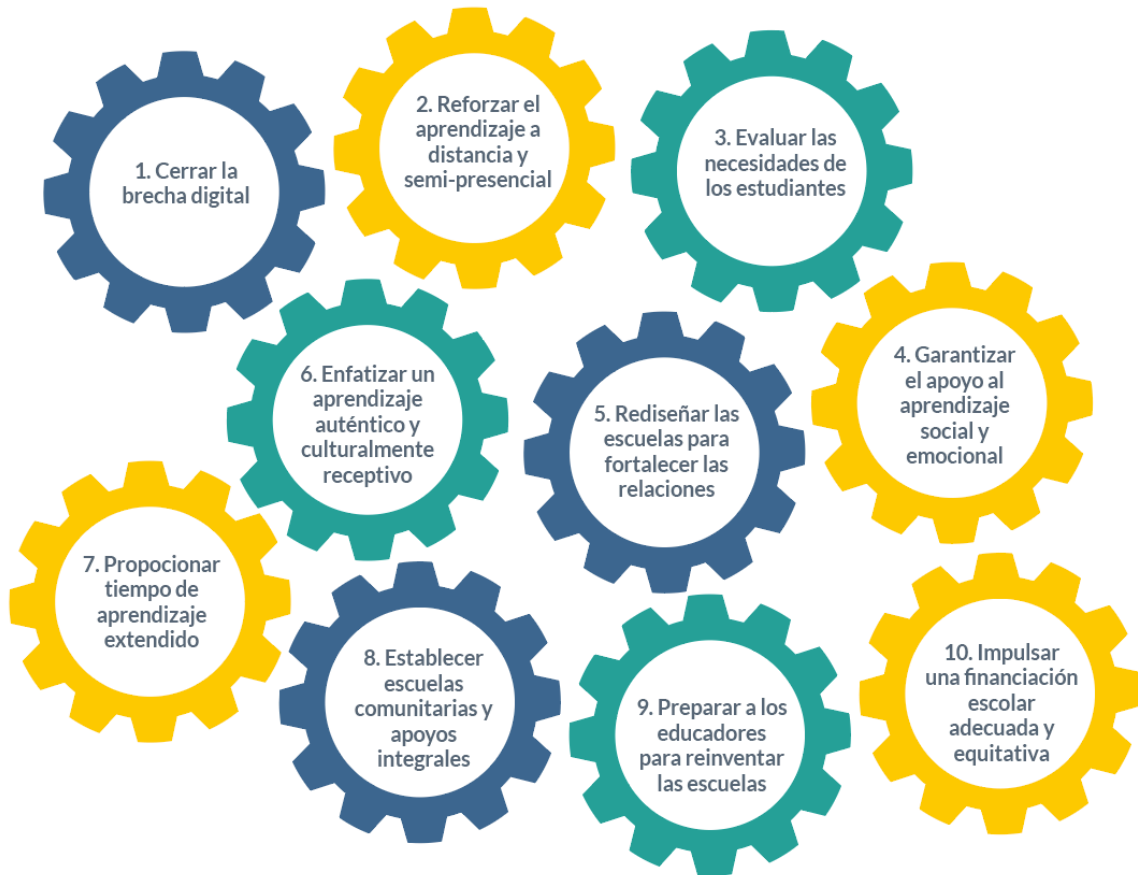 1. Cerrar la
brecha digital
2. Reforzar el
aprendizaje a
distancia y
semi-presencial
3. Evaluar las
necesidades de
los estudiantes
4. Garantizar
el apoyo al
aprendizaje
social y
emocional
5. Rediseñar las
escuelas para
fortalecer las
relaciones
6. Enfatizar un
aprendizaje
auténtico y
culturalmente
receptivo
7. Propocionar
tiempo de
aprendizaje
extendido
8. Establecer
escuelas
comunitarias y
apoyos
integrales
9. Preparar a los
educadores
para reinventar
las escuelas
10. Impulsar
una financiación
escolar
adecuada y
equitativa